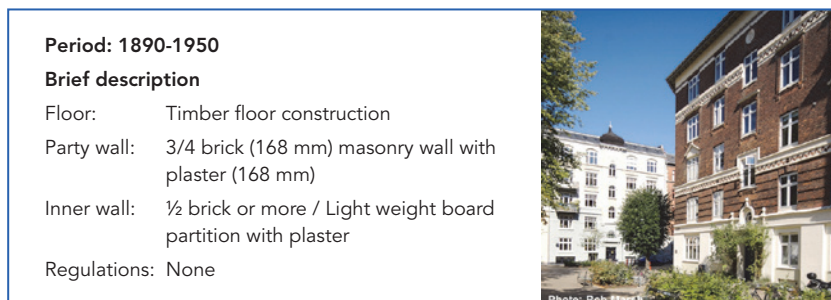 Period: 1890-1950
Brief description
Floor: Timber floor construction
Party wall: 3/4 brick (168 mm) masonry wall with
plaster (168 mm)
Inner wall: ½ brick or more / Light weight board
partition with plaster
Regulations: None
Photo: Rob